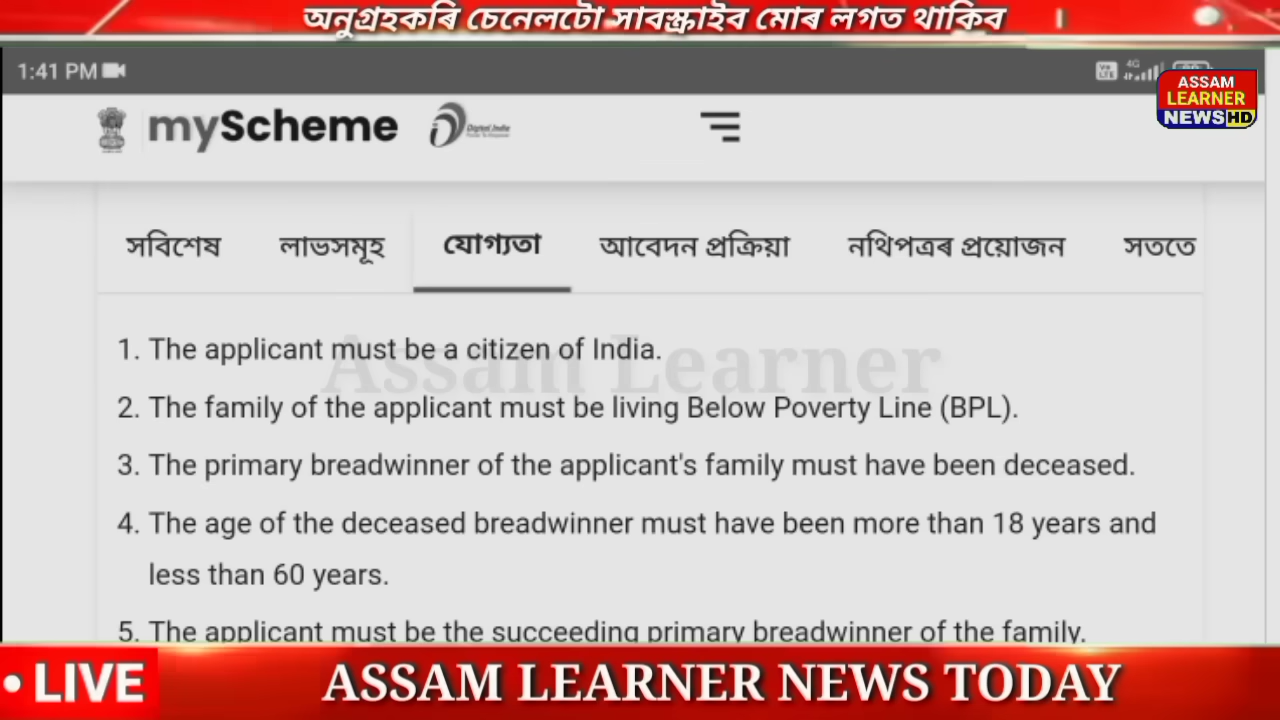 অনুগ্ৰহকৰি চেনেলটো সাবস্ক্ৰাইব মোৰ লগত থাকিব
1:41 PM
Vo LTE 4G
ASSAM
LEARNER
NEWS HD
myScheme
Digital India
সবিশেষ লাভসমূহ যোগ্যতা আবেদন প্ৰক্ৰিয়া নথিপত্ৰৰ প্ৰয়োজন সততে
Assam Learner
1. The applicant must be a citizen of India.
2. The family of the applicant must be living Below Poverty Line (BPL).
3. The primary breadwinner of the applicant's family must have been deceased.
4. The age of the deceased breadwinner must have been more than 18 years and
less than 60 years.
5. The applicant must be the succeeding primary breadwinner of the family.
• LIVE ASSAM LEARNER NEWS TODAY